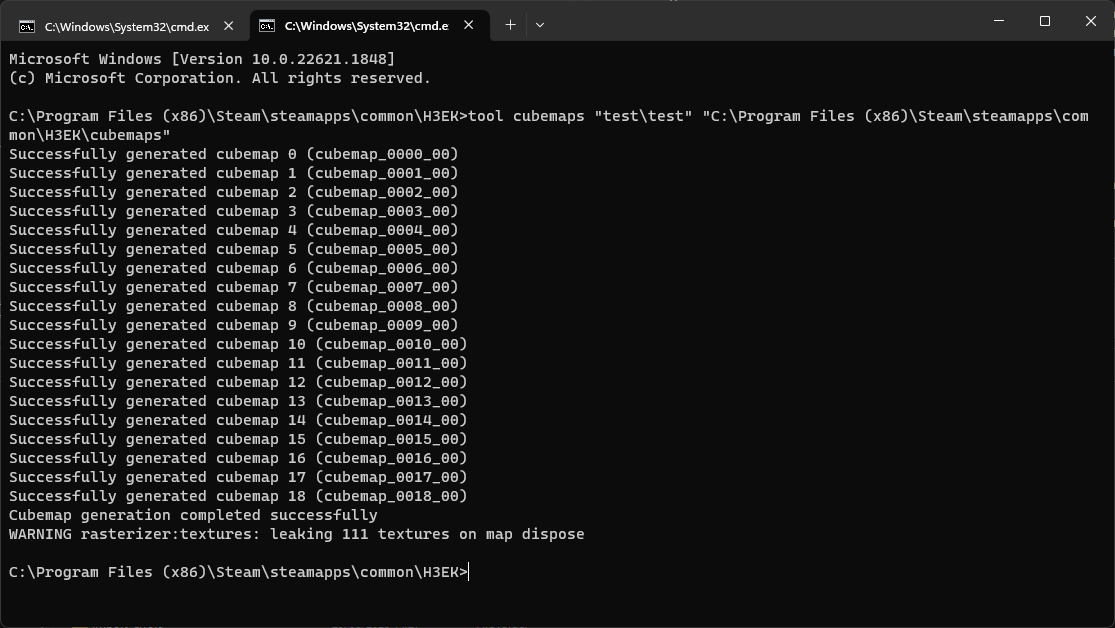 C:\Windows\System32\cmd.ex
C:\Windows\System32\cmd.e
Microsoft Windows [Version 10.0.22621.1848]
(c) Microsoft Corporation. All rights reserved.
C:\Program Files (x86)\Steam\steamapps\common\H3EK>tool cubemaps "test\test" "C:\Program Files (x86)\Steam\steamapps\com
mon\H3EK\cubemaps"
Successfully generated cubemap 0 (cubemap_0000_00)
Successfully generated cubemap 1 (cubemap_0001_00)
Successfully generated cubemap 2 (cubemap_0002_00)
Successfully generated cubemap 3 (cubemap_0003_00)
Successfully generated cubemap 4 (cubemap_0004_00)
Successfully generated cubemap 5 (cubemap_0005_00)
Successfully generated cubemap 6 (cubemap_0006_00)
Successfully generated cubemap 7 (cubemap_0007_00)
Successfully generated cubemap 8 (cubemap_0008_00)
Successfully generated cubemap 9 (cubemap_0009_00)
Successfully generated cubemap 10 (cubemap_0010_00)
Successfully generated cubemap 11 (cubemap_0011_00)
Successfully generated cubemap 12 (cubemap_0012_00)
Successfully generated cubemap 13 (cubemap_0013_00)
Successfully generated cubemap 14 (cubemap_0014_00)
Successfully generated cubemap 15 (cubemap_0015_00)
Successfully generated cubemap 16 (cubemap_0016_00)
Successfully generated cubemap 17 (cubemap_0017_00)
Successfully generated cubemap 18 (cubemap_0018_00)
Cubemap generation completed successfully
WARNING rasterizer:textures: leaking 111 textures on map dispose
C:\Program Files (x86)\Steam\steamapps\common\H3EK>